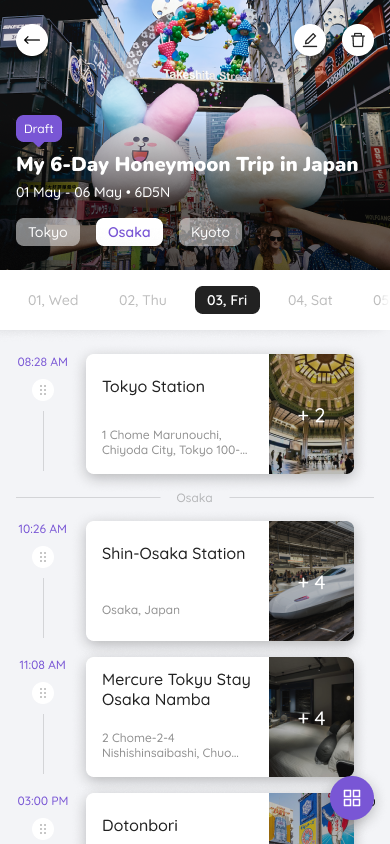 Takeshita Street
Draft
My 6-Day Honeymoon Trip in Japan
01 May - 06 May • 6D5N
Tokyo
Osaka
Kyoto
01, Wed
02, Thu
03, Fri
04, Sat
05
08:28 AM
Tokyo Station
+ 2
1 Chome Marunouchi,
Chiyoda City, Tokyo 100-...
Osaka
10:26 AM
Shin-Osaka Station
+ 4
Osaka, Japan
11:08 AM
Mercure Tokyu Stay
Osaka Namba
+ 4
2 Chome-2-4
Nishishinsaibashi, Chuo...
03:00 PM
Dotonbori